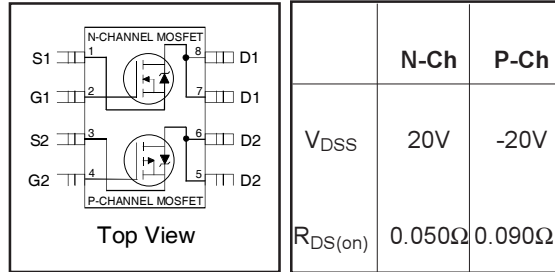 N-CHANNEL MOSFET
S1 1 8 D1
G1 2 7 D1
S2 3 6 D2
G2 4 5 D2
P-CHANNEL MOSFET
Top View
N-Ch P-Ch
VDSS 20V -20V
RDS(on) 0.050Ω 0.090Ω